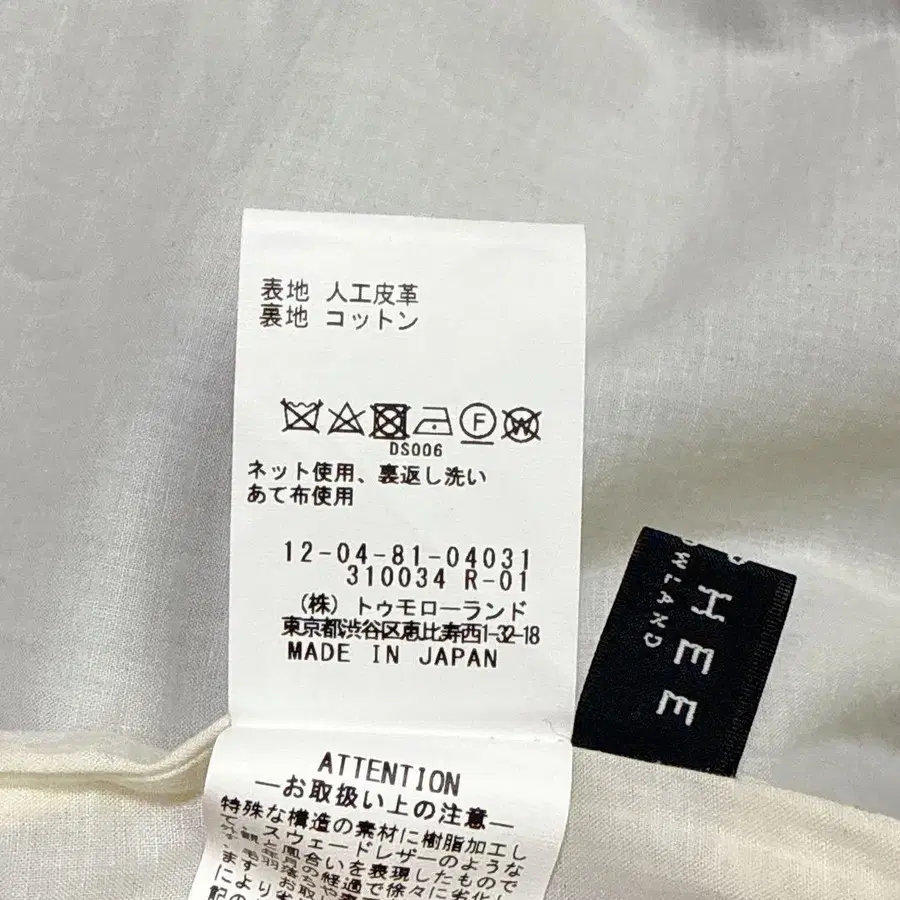 表地 人工皮革
裏地 コットン
F
W
DS006
ネット使用、裏返し洗い
あて布使用
12-04-81-04031
310034 R-01
(株) トゥモローランド
東京都渋谷区恵比寿西1-32-18
MADE IN JAPAN
ATTENTION
―お取扱い上の注意―
特殊な構造の素材に樹脂加工し
て、スウェードレザーのような
外観と風合いを表現したもので